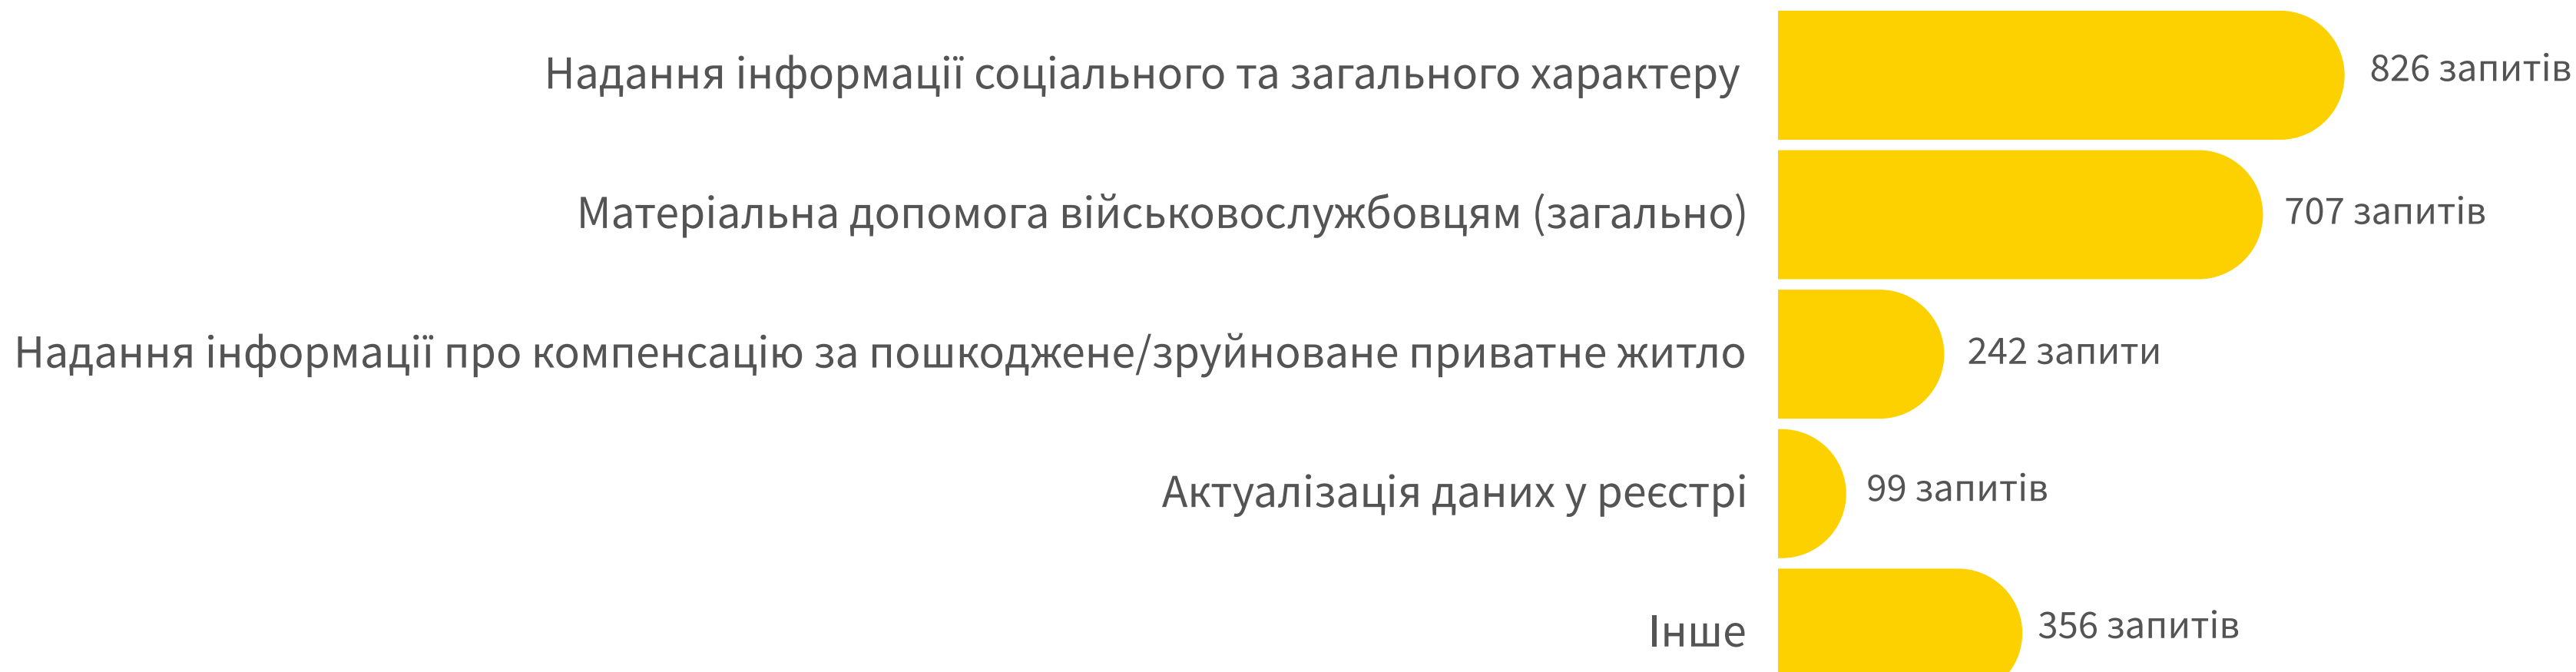 Надання інформації соціального та загального характеру 826 запитів
Матеріальна допомога військовослужбовцям (загально) 707 запитів
Надання інформації про компенсацію за пошкоджене/зруйноване приватне житло 242 запити
Актуалізація даних у реєстрі 99 запитів
Інше 356 запитів